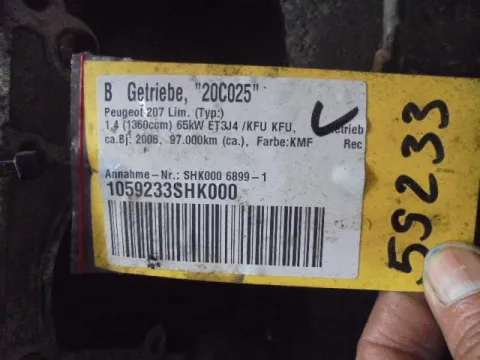 B Getriebe, "20C025"
Peugeot 207 Lim. (Typ:)
1,4 (1360ccm) 65kW ET3J4 /KFU KFU, etrieb
ca.Bj: 2006, 97.000km (ca.), Farbe:KMF Rec
Annahme-Nr.: SHK000 6899-1
1059233SHK000
59233